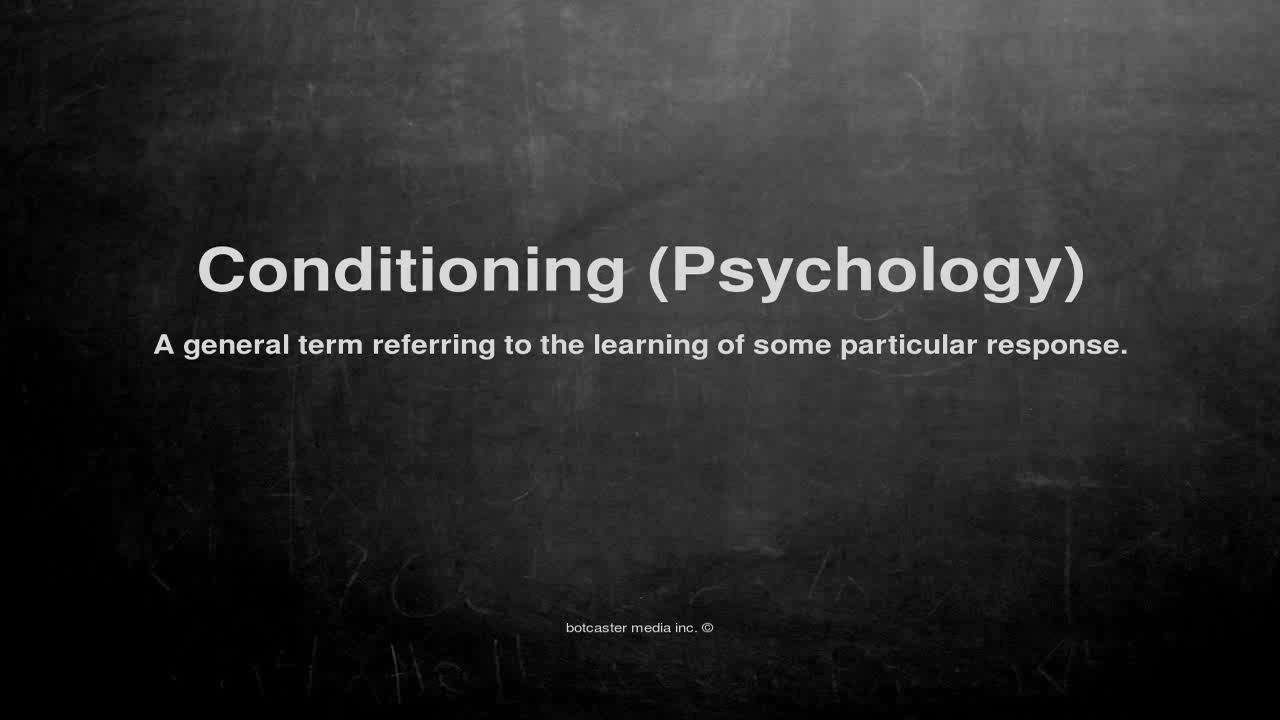 Conditioning (Psychology)
A general term referring to the learning of some particular response.
botcaster media inc. ©